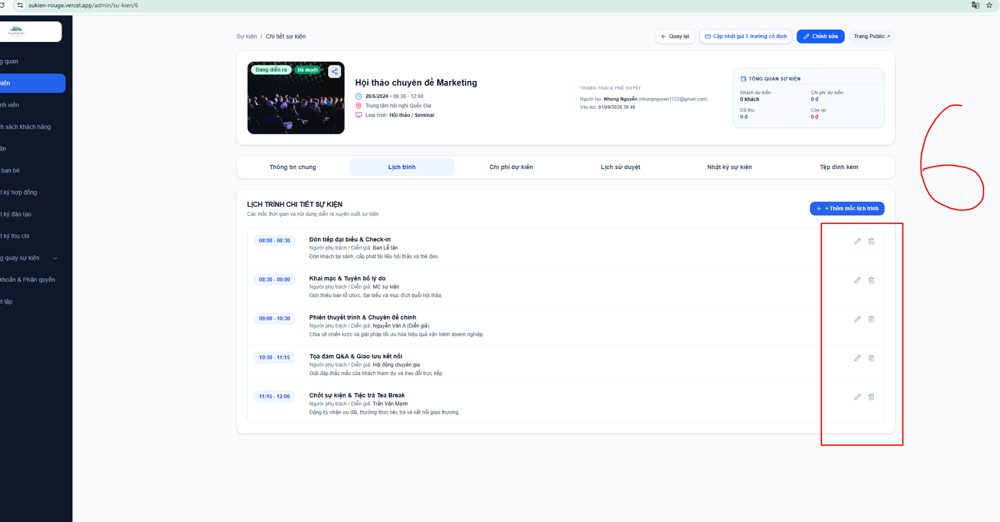 sukien-rouge.vercel.app/admin/su-kien/6
NGHIENG
g quan
kiện
nh viên
h sách khách hàng
ân
bạn bè
t ký hợp đồng
t ký đào tạo
t ký thu chi
g quay sự kiện
khoản & Phân quyền
t lập
Sự kiện / Chi tiết sự kiện
Quay lại
Cập nhật giá 5 trường cố định
Chỉnh sửa
Trang Public ↗
Đang diễn ra
Đã duyệt
Hội thảo chuyên đề Marketing
28/6/2024 • 08:30 - 12:00
Trung tâm hội nghị Quốc Gia
Loại hình: Hội thảo / Seminar
TRẠNG THÁI & PHÊ DUYỆT
Người tạo: Nhung Nguyễn (nhungnguyen1722@gmail.com)
Vào lúc: 01/09/2026 20:40
TỔNG QUAN SỰ KIỆN
Khách dự kiến:
0 khách
Chi phí dự kiến:
0 đ
Đã thu:
0 đ
Còn lại:
0 đ
6
Thông tin chung
Lịch trình
Chi phí dự kiến
Lịch sử duyệt
Nhật ký sự kiện
Tệp đính kèm
LỊCH TRÌNH CHI TIẾT SỰ KIỆN
Các mốc thời gian và nội dung diễn ra xuyên suốt sự kiện
+ + Thêm mốc lịch trình
08:00 - 08:30
Đón tiếp đại biểu & Check-in
Người phụ trách / Diễn giả: Ban Lễ tân
Đón khách tại sảnh, cấp phát tài liệu hội thảo và thẻ đeo.
08:30 - 09:00
Khai mạc & Tuyên bố lý do
Người phụ trách / Diễn giả: MC sự kiện
Giới thiệu ban tổ chức, đại biểu và mục đích buổi hội thảo.
09:00 - 10:30
Phiên thuyết trình & Chuyên đề chính
Người phụ trách / Diễn giả: Nguyễn Văn A (Diễn giả)
Chia sẻ chiến lược và giải pháp tối ưu hóa hiệu quả vận hành doanh nghiệp.
10:30 - 11:15
Tọa đàm Q&A & Giao lưu kết nối
Người phụ trách / Diễn giả: Hội đồng chuyên gia
Giải đáp thắc mắc của khách tham dự và trao đổi trực tiếp.
11:15 - 12:00
Chốt sự kiện & Tiệc trà Tea Break
Người phụ trách / Diễn giả: Trần Văn Mạnh
Đăng ký nhận ưu đãi, thưởng thức tiệc trà và kết nối giao thương.